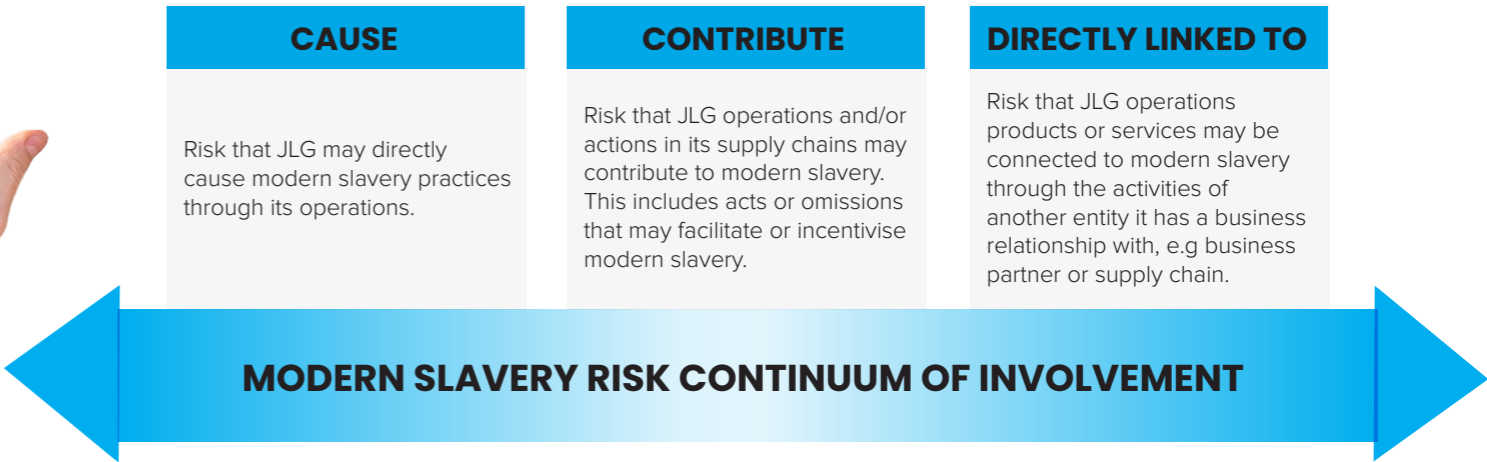 CAUSE
Risk that JLG may directly
cause modern slavery practices
through its operations.
CONTRIBUTE
Risk that JLG operations and/or
actions in its supply chains may
contribute to modern slavery.
This includes acts or omissions
that may facilitate or incentivise
modern slavery.
DIRECTLY LINKED TO
Risk that JLG operations
products or services may be
connected to modern slavery
through the activities of
another entity it has a business
relationship with, e.g business
partner or supply chain.
MODERN SLAVERY RISK CONTINUUM OF INVOLVEMENT